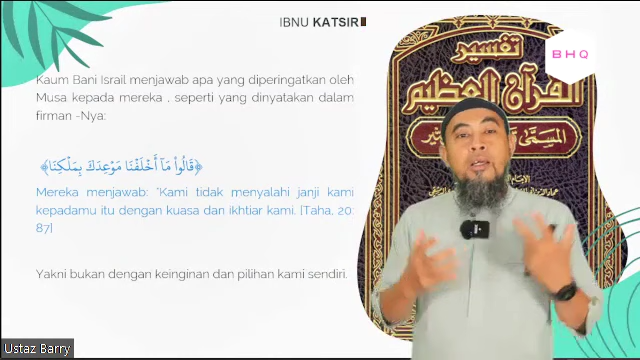 IBNU KATSIR
BHQ
Kaum Bani Israil menjawab apa yang diperingatkan oleh
Musa kepada mereka , seperti yang dinyatakan dalam
firman -Nya:
﴿قَالُوا۟ مَآ أَخْلَفْنَا مَوْعِدَكَ بِمَلْكِنَا﴾
Mereka menjawab: "Kami tidak menyalahi janji kami
kepadamu itu dengan kuasa dan ikhtiar kami. [Taha, 20:
87]
Yakni bukan dengan keinginan dan pilihan kami sendiri.
تفسير
القرآن العظيم
المسمى
Ustaz Barry